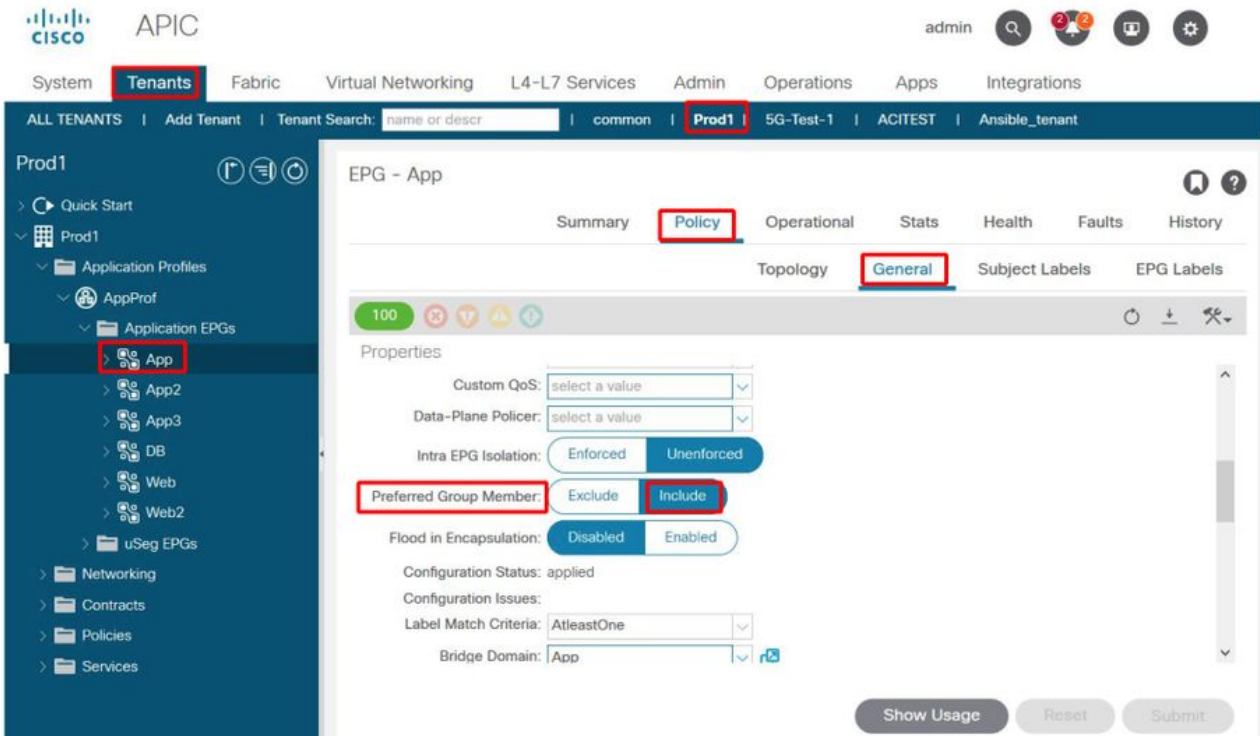 CISCO APIC admin 2 2
System Tenants Fabric Virtual Networking L4-L7 Services Admin Operations Apps Integrations
ALL TENANTS | Add Tenant | Tenant Search: name or descr | common | Prod1 | 5G-Test-1 | ACITEST | Ansible_tenant
Prod1
Quick Start
Prod1
Application Profiles
AppProf
Application EPGs
App
App2
App3
DB
Web
Web2
uSeg EPGs
Networking
Contracts
Policies
Services
EPG - App
Summary Policy Operational Stats Health Faults History
Topology General Subject Labels EPG Labels
100
Properties
Custom QoS: select a value
Data-Plane Policer: select a value
Intra EPG Isolation: Enforced Unenforced
Preferred Group Member: Exclude Include
Flood in Encapsulation: Disabled Enabled
Configuration Status: applied
Configuration Issues:
Label Match Criteria: AtleastOne
Bridge Domain: App
Show Usage Reset Submit